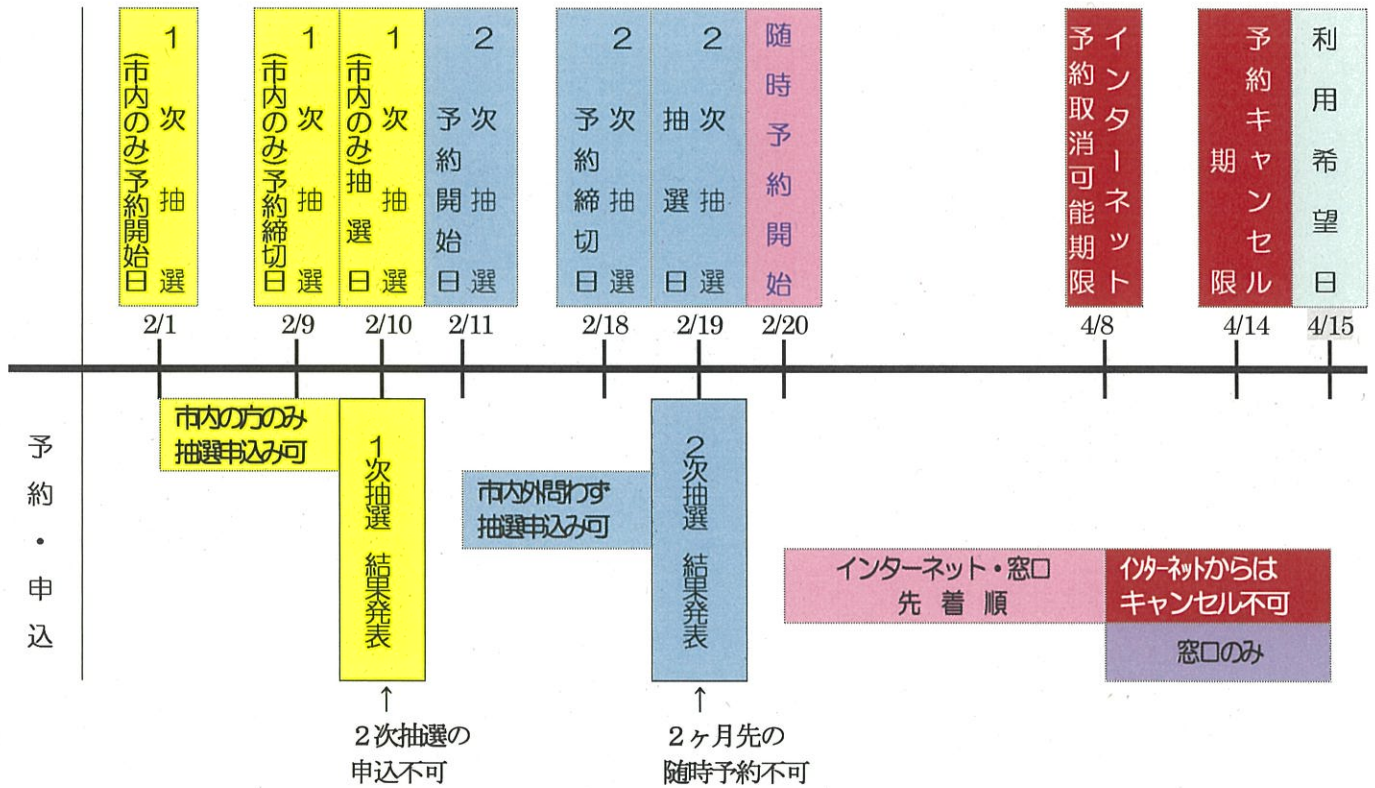 １次抽選
(市内のみ)予約開始日
１次抽選
(市内のみ)予約締切日
１次抽選
(市内のみ)抽選日
２次抽選
予約開始日
２次抽選
予約締切日
２次抽選
抽選日
随時予約開始
インターネット
予約取消可能期限
予約キャンセル
期限
利用希望日
2/1
2/9
2/10
2/11
2/18
2/19
2/20
4/8
4/14
4/15
予約・申込
市内の方のみ
抽選申込み可
１次抽選 結果発表
市内外問わず
抽選申込み可
２次抽選 結果発表
インターネット・窓口
先着順
インターネットからは
キャンセル不可
窓口のみ
↑
２次抽選の
申込不可
↑
２ヶ月先の
随時予約不可